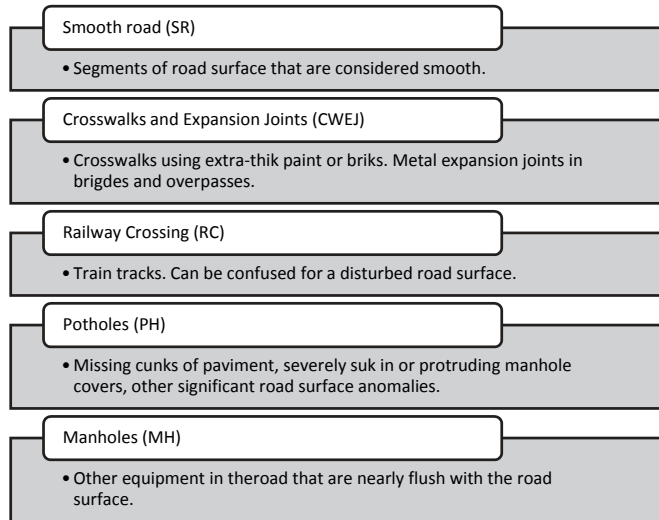 Smooth road (SR)
• Segments of road surface that are considered smooth.
Crosswalks and Expansion Joints (CWEJ)
• Crosswalks using extra-thik paint or briks. Metal expansion joints in
brigdes and overpasses.
Railway Crossing (RC)
• Train tracks. Can be confused for a disturbed road surface.
Potholes (PH)
• Missing cunks of paviment, severely suk in or protruding manhole
covers, other significant road surface anomalies.
Manholes (MH)
• Other equipment in theroad that are nearly flush with the road
surface.